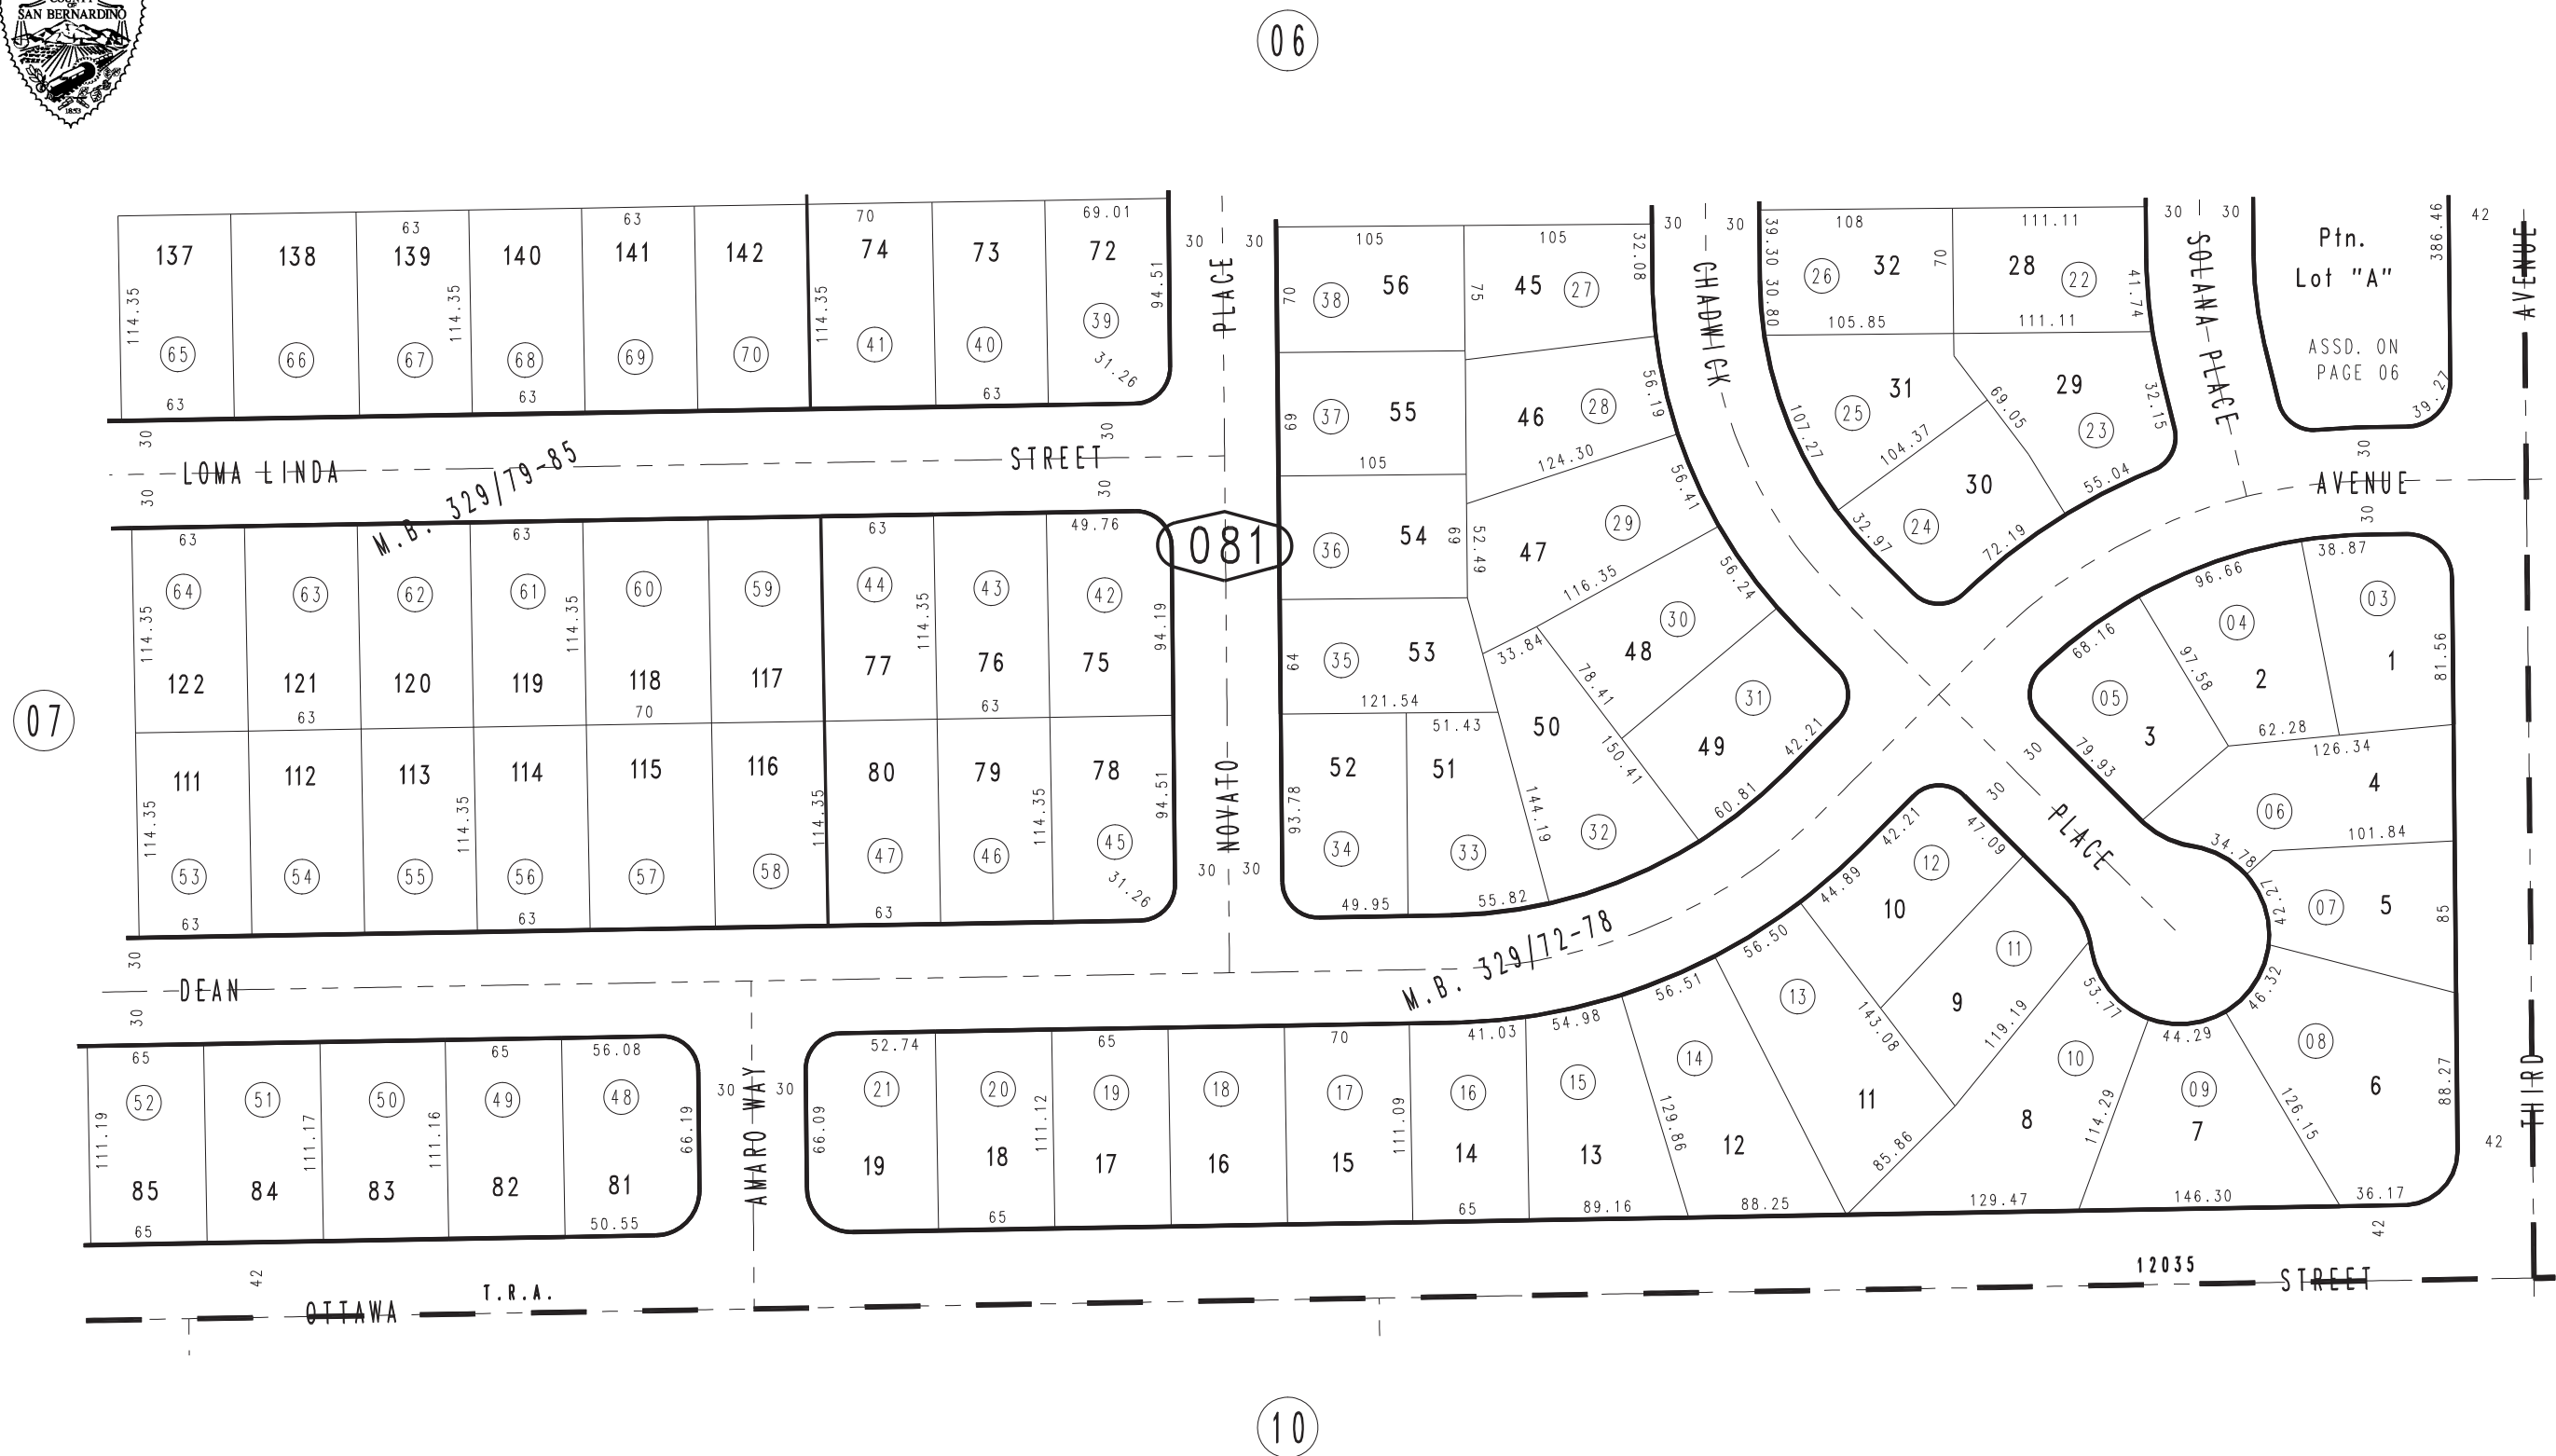 COUNTY
OF
SAN BERNARDINO
1853
06
137 138 63 139 140 63 141 142 70 74 73 69.01 72
114.35 114.35 114.35 94.51
65 66 67 68 69 70 41 40 39
31.26
63 63 63
30 30
LOMA LINDA STREET
M.B. 329/79-85
30 30
63 63 63 49.76
64 63 62 61 60 59 44 43 42
114.35 114.35 114.35 94.19
122 121 120 119 118 117 77 76 75
63 70 63
07
111 112 113 114 115 116 80 79 78
114.35 114.35 114.35 114.35 94.51
53 54 55 56 57 58 47 46 45
31.26
63 63 63
30
DEAN
30
65 65 56.08
52 51 50 49 48
111.19 111.17 111.16 66.19
85 84 83 82 81
65 50.55
30 30
AMARO WAY
30 30
PLACE
081
NOVATO
30 30
105 105 32.08
70 38 56 75 45 27
69 37 55 46 28 56.19
105 124.30
36 54 69 52.49 47 29 56.41
116.35
64 35 53 33.84 48 30 56.24
121.54 78.41
51.43 50 49 31 42.21
52 51 150.41
93.78 144.19 60.81
34 33 32
49.95 55.82
M.B. 329/72-78
30 30
CHADWICK
39.30 108 111.11
26 32 70 28 22
30.80 105.85 111.11 41.74
31 29
25 69.05 32.15
107.27 104.37 23
30 55.04
32.97 24 72.19
30 30
SOLANA PLACE
Ptn.
Lot "A"
386.46
ASSD. ON
PAGE 06
39.27
42
AVENUE
30
AVENUE
30
38.87
96.66 03
04
68.16 97.58 1 81.56
05 2
3 62.28
79.93 126.34
4
06
34.78 101.84
42.27 07 5 85
46.32
08
6 88.27
126.15
36.17
30
30
PLACE
42.21 47.09
12
44.89 10
11
56.50 9
13 143.08 119.19 53.77
56.51 44.29
10 09
11 8 114.29 7
85.86
129.47 146.30
52.74 65 70 41.03 54.98
21 20 19 18 17 16 15 14
66.09 111.12 111.09 129.86
19 18 17 16 15 14 13 12
65 65 89.16 88.25
42
THIRD
42
42
12035
T.R.A.
OTTAWA STREET
10